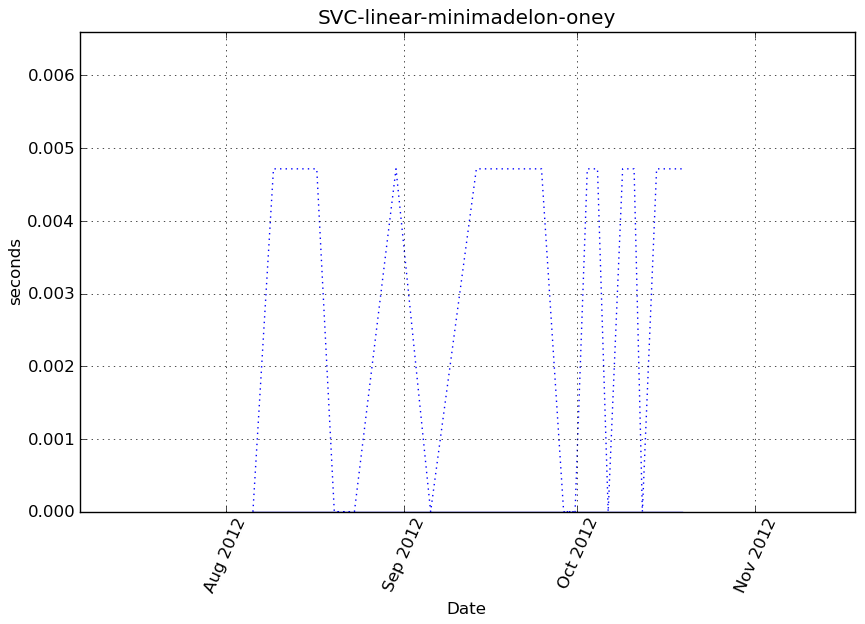 SVC-linear-minimadelon-oney
0.006
0.005
0.004
0.003
0.002
0.001
0.000
seconds
Aug 2012
Sep 2012
Oct 2012
Nov 2012
Date